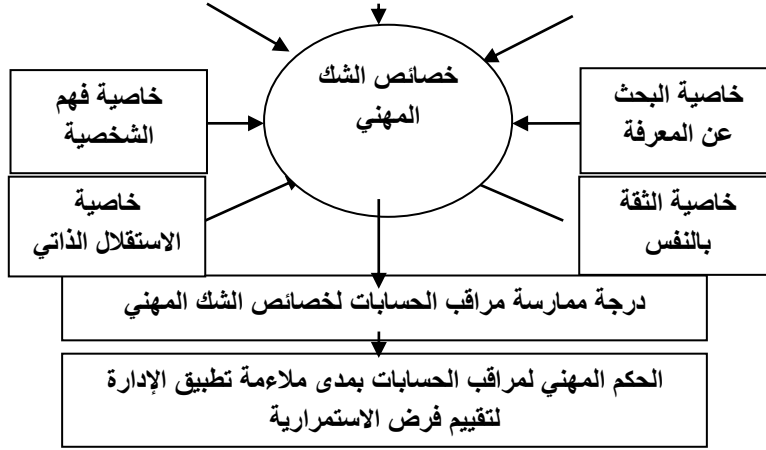 خصائص الشك
المهني
خاصية البحث
عن المعرفة
خاصية فهم
الشخصية
خاصية الثقة
بالنفس
خاصية
الاستقلال الذاتي
درجة ممارسة مراقب الحسابات لخصائص الشك المهني
الحكم المهني لمراقب الحسابات بمدى ملاءمة تطبيق الإدارة
لتقييم فرض الاستمرارية